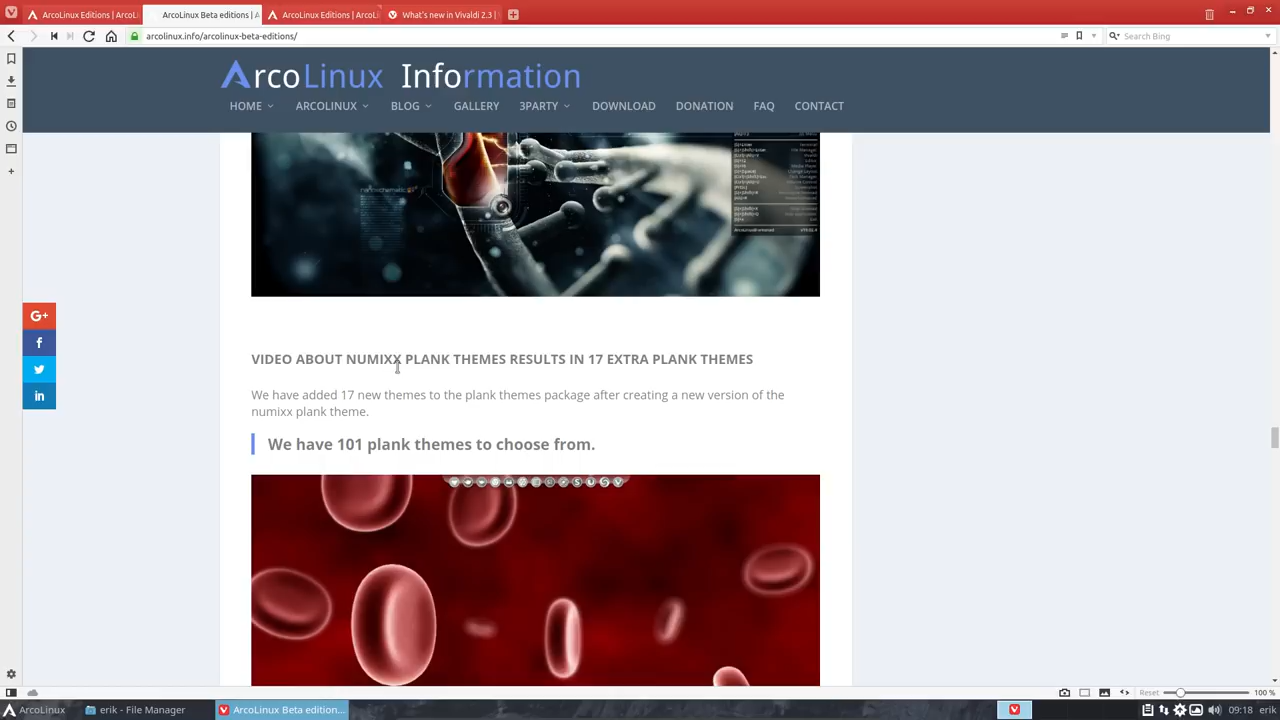 ArcoLinux Editions | ArcoL
ArcoLinux Beta editions | A
ArcoLinux Editions | ArcoL
What's new in Vivaldi 2.3 |
arcolinux.info/arcolinux-beta-editions/
Search Bing
ArcoLinux Information
HOME
ARCOLINUX
BLOG
GALLERY
3PARTY
DOWNLOAD
DONATION
FAQ
CONTACT
G+
f
in
VIDEO ABOUT NUMIXX PLANK THEMES RESULTS IN 17 EXTRA PLANK THEMES
We have added 17 new themes to the plank themes package after creating a new version of the
numixx plank theme.
We have 101 plank themes to choose from.
Reset
100 %
ArcoLinux
erik - File Manager
ArcoLinux Beta edition...
09:18
erik